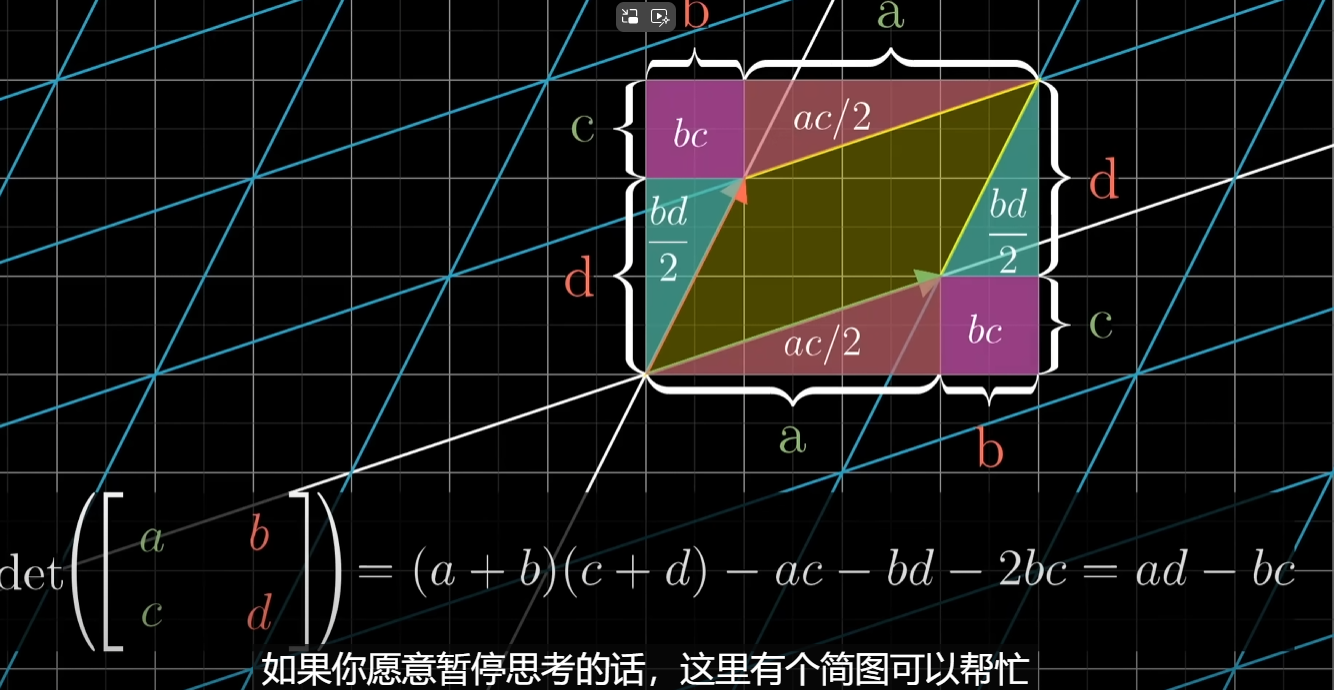 b a
c bc ac/2
d bd/2 bd/2 d
ac/2 bc c
a b
det([a b; c d]) = (a + b)(c + d) − ac − bd − 2bc = ad − bc
如果你愿意暂停思考的话，这里有个简图可以帮忙